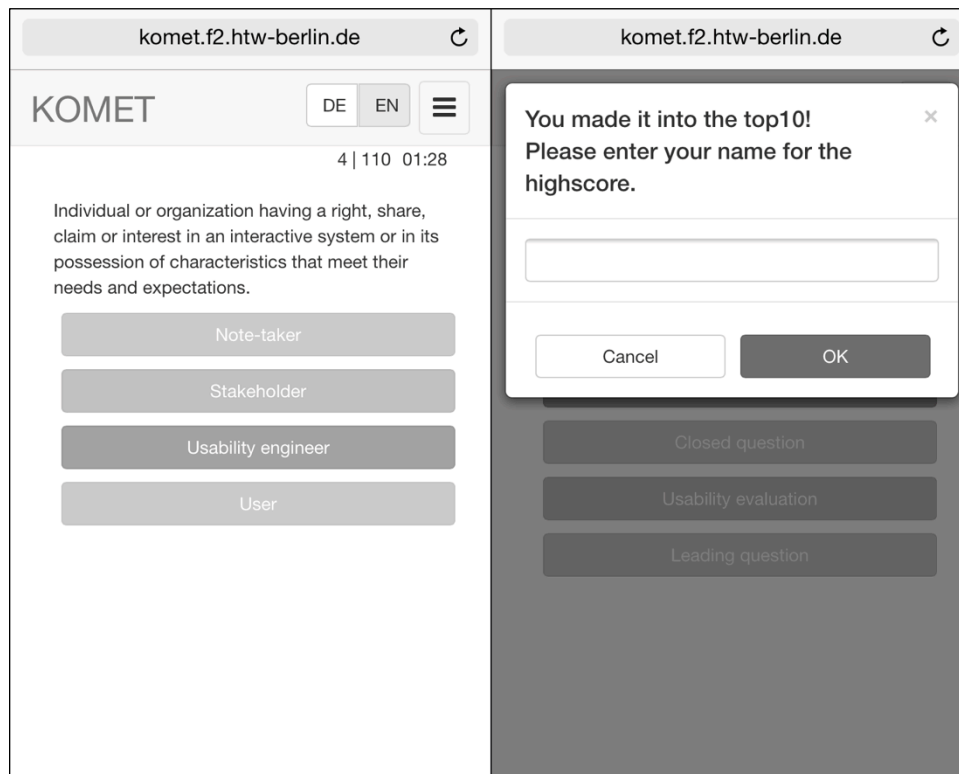 komet.f2.htw-berlin.de
KOMET
DE EN
4 | 110 01:28
Individual or organization having a right, share,
claim or interest in an interactive system or in its
possession of characteristics that meet their
needs and expectations.
Note-taker
Stakeholder
Usability engineer
User
komet.f2.htw-berlin.de
You made it into the top10!
Please enter your name for the
highscore.
×
Cancel OK
Closed question
Usability evaluation
Leading question